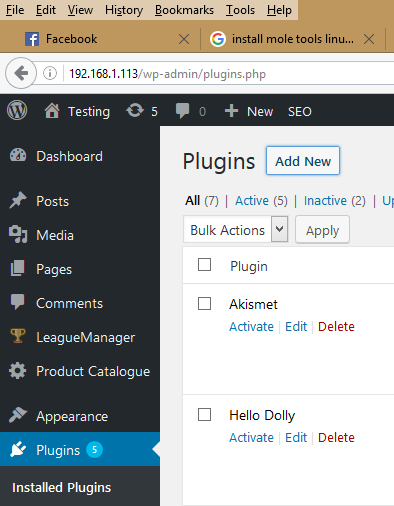 File Edit View History Bookmarks Tools Help
Facebook × install mole tools linu... ×
192.168.1.113/wp-admin/plugins.php
Testing 5 0 + New SEO
Dashboard
Posts
Media
Pages
Comments
LeagueManager
Product Catalogue
Appearance
Plugins 5
Installed Plugins
Plugins Add New
All (7) | Active (5) | Inactive (2) | Up
Bulk Actions Apply
Plugin
Akismet
Activate | Edit | Delete
Hello Dolly
Activate | Edit | Delete